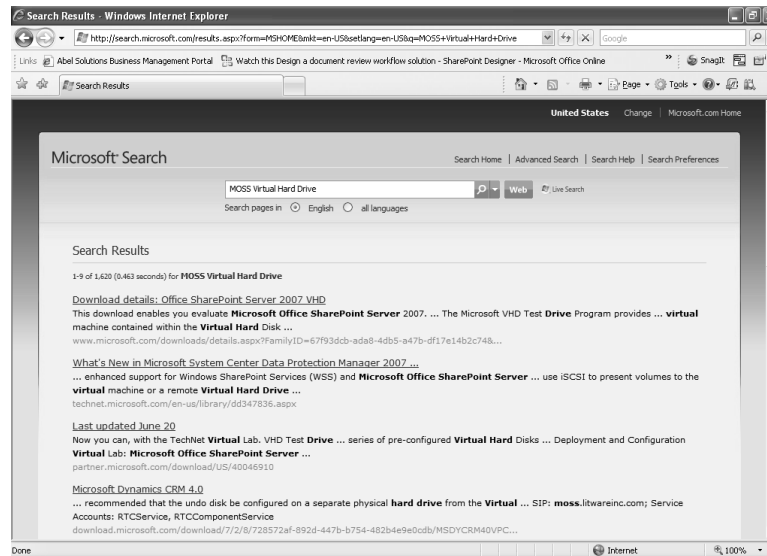 Search Results - Windows Internet Explorer
http://search.microsoft.com/results.aspx?form=MSHOME&mkt=en-US&setlang=en-US&q=MOSS+Virtual+Hard+Drive
Google
Links Abel Solutions Business Management Portal Watch this Design a document review workflow solution - SharePoint Designer - Microsoft Office Online » SnagIt
Search Results Page Tools
United States Change | Microsoft.com Home
Microsoft® Search Search Home | Advanced Search | Search Help | Search Preferences
MOSS Virtual Hard Drive Web Live Search
Search pages in English all languages
Search Results
1-9 of 1,620 (0.463 seconds) for MOSS Virtual Hard Drive
Download details: Office SharePoint Server 2007 VHD
This download enables you evaluate Microsoft Office SharePoint Server 2007. ... The Microsoft VHD Test Drive Program provides ... virtual
machine contained within the Virtual Hard Disk ...
www.microsoft.com/downloads/details.aspx?FamilyID=67f93dcb-ada8-4db5-a47b-df17e14b2c74&...
What's New in Microsoft System Center Data Protection Manager 2007 ...
... enhanced support for Windows SharePoint Services (WSS) and Microsoft Office SharePoint Server ... use iSCSI to present volumes to the
virtual machine or a remote Virtual Hard Drive ...
technet.microsoft.com/en-us/library/dd347836.aspx
Last updated June 20
Now you can, with the TechNet Virtual Lab. VHD Test Drive ... series of pre-configured Virtual Hard Disks ... Deployment and Configuration
Virtual Lab: Microsoft Office SharePoint Server ...
partner.microsoft.com/download/US/40046910
Microsoft Dynamics CRM 4.0
... recommended that the undo disk be configured on a separate physical hard drive from the Virtual ... SIP: moss.litwareinc.com; Service
Accounts: RTCService, RTCComponentService
download.microsoft.com/download/7/2/8/728572af-892d-447b-b754-482b4e9e0cdb/MSDYCRM40VPC...
Done Internet 100%